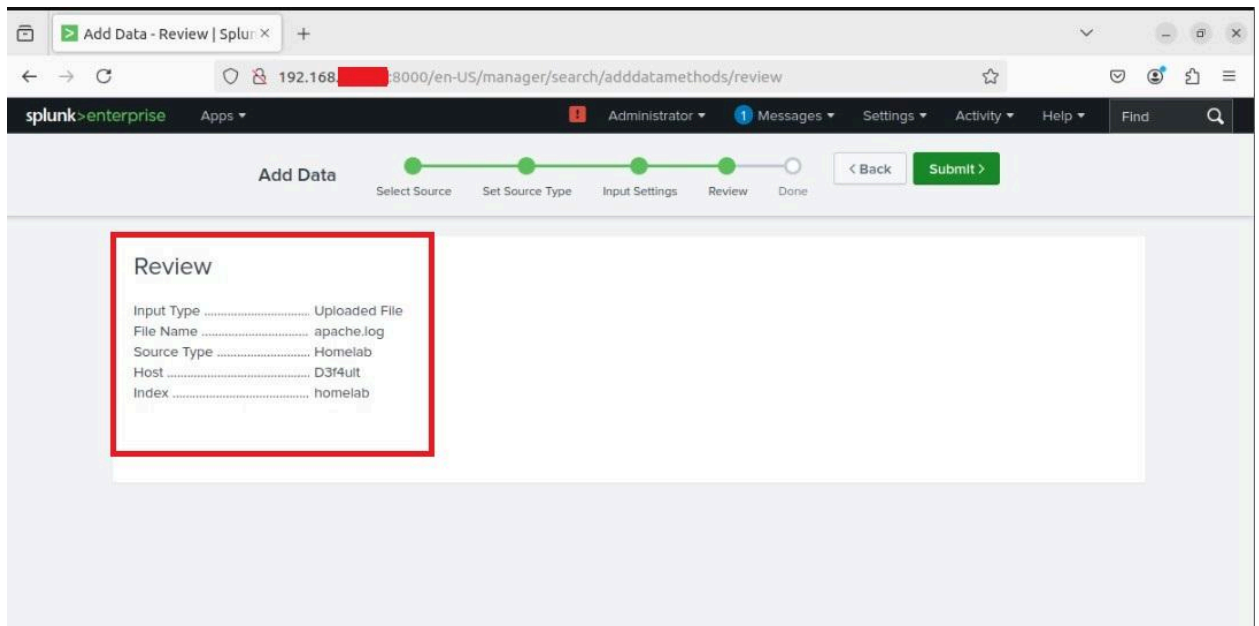 Add Data - Review | Splun
192.168. :8000/en-US/manager/search/adddatamethods/review
splunk>enterprise Apps ! Administrator 1 Messages Settings Activity Help Find
Add Data Select Source Set Source Type Input Settings Review Done < Back Submit >
Review
Input Type ................................ Uploaded File
File Name ................................ apache.log
Source Type ............................ Homelab
Host ........................................... D3f4ult
Index ......................................... homelab